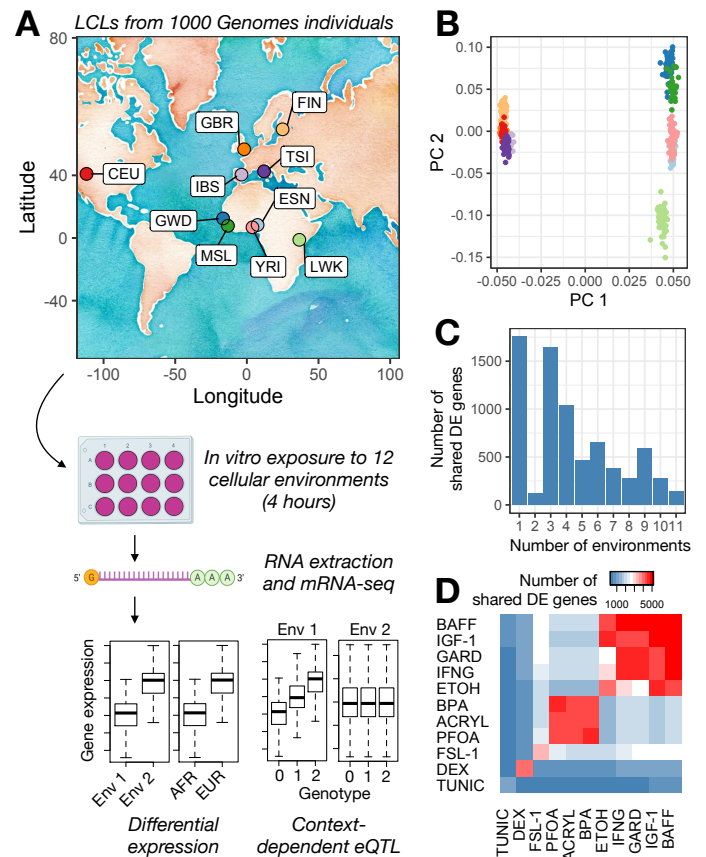 A
LCLs from 1000 Genomes individuals
80
40
0
-40
Latitude
-100
-50
0
50
100
Longitude
FIN
GBR
TSI
CEU
IBS
ESN
GWD
MSL
YRI
LWK
B
0.10
0.05
0.00
-0.05
-0.10
-0.15
PC 2
-0.050
-0.025
0.000
0.025
0.050
PC 1
C
1500
1000
500
0
Number of
shared DE genes
1 2 3 4 5 6 7 8 9 10 11
Number of environments
1 2 3 4
A
B
C
In vitro exposure to 12
cellular environments
(4 hours)
5' G A A A 3'
RNA extraction
and mRNA-seq
Gene expression
Env 1
Env 2
AFR
EUR
Differential
expression
Env 1 Env 2
0 1 2 0 1 2
Genotype
Context-
dependent eQTL
D
Number of
shared DE genes
1000 5000
BAFF
IGF-1
GARD
IFNG
ETOH
BPA
ACRYL
PFOA
FSL-1
DEX
TUNIC
TUNIC
DEX
FSL-1
PFOA
ACRYL
BPA
ETOH
IFNG
GARD
IGF-1
BAFF